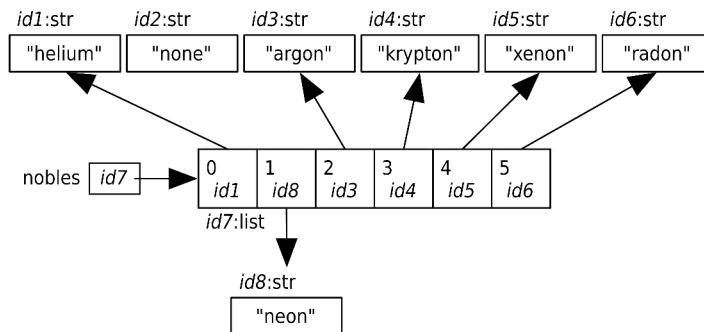 id1:str id2:str id3:str id4:str id5:str id6:str
"helium" "none" "argon" "krypton" "xenon" "radon"
0 1 2 3 4 5
nobles id7 id1 id8 id3 id4 id5 id6
id7:list
id8:str
"neon"